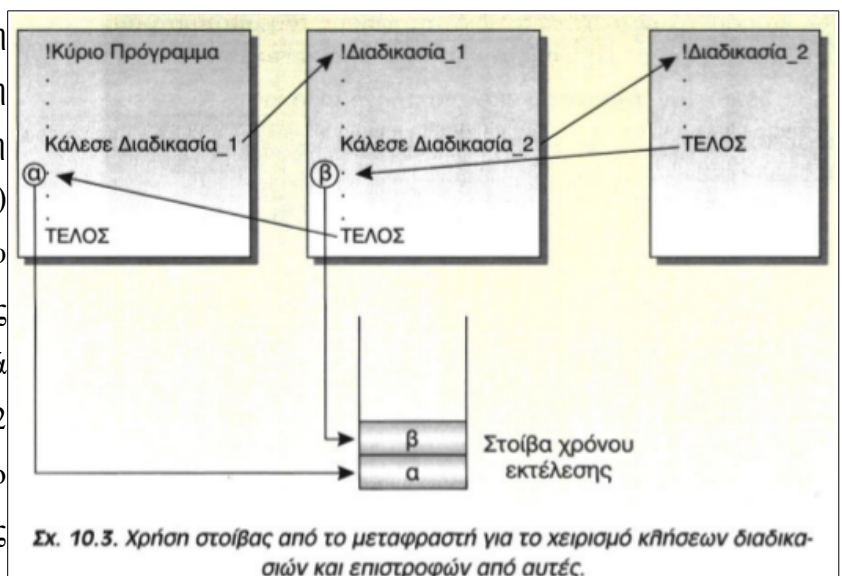 !Κύριο Πρόγραμμα
Κάλεσε Διαδικασία_1
α
ΤΕΛΟΣ
!Διαδικασία_1
Κάλεσε Διαδικασία_2
β
ΤΕΛΟΣ
!Διαδικασία_2
ΤΕΛΟΣ
β
α
Στοίβα χρόνου
εκτέλεσης
Σχ. 10.3. Χρήση στοίβας από το μεταφραστή για το χειρισμό κλήσεων διαδικα-
σιών και επιστροφών από αυτές.